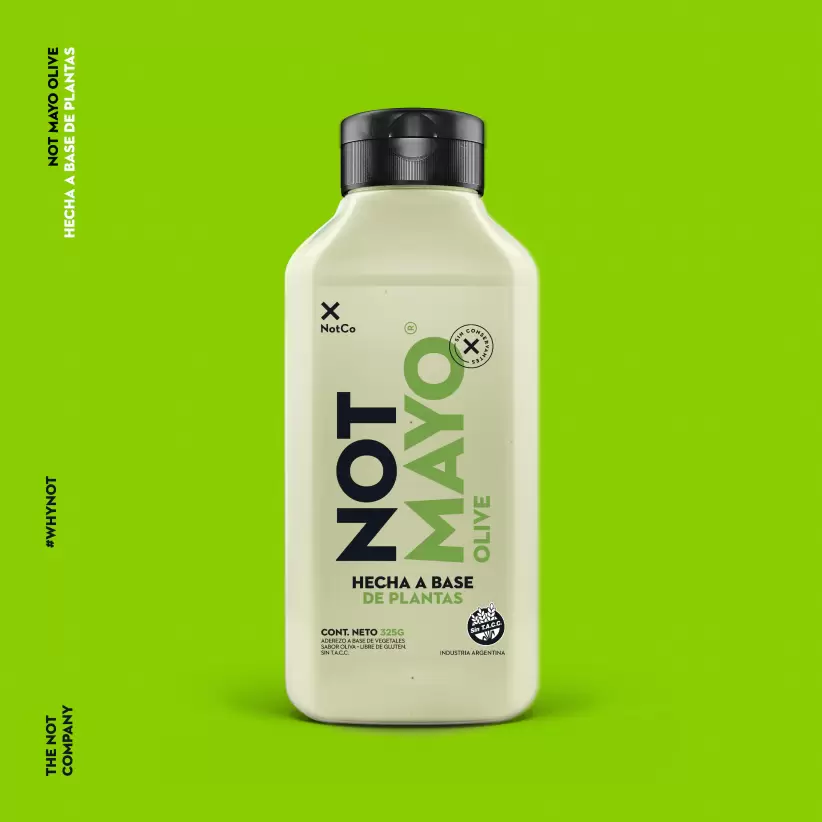 NOT MAYO OLIVE
HECHA A BASE DE PLANTAS
#WHYNOT
THE NOT
COMPANY
NotCo
NOT
MAYO®
OLIVE
SIN CONSERVANTES
HECHA A BASE
DE PLANTAS
CONT. NETO 325G
ADEREZO A BASE DE VEGETALES
SABOR OLIVA - LIBRE DE GLUTEN.
SIN T.A.C.C.
Sin T.A.C.C.
INDUSTRIA ARGENTINA